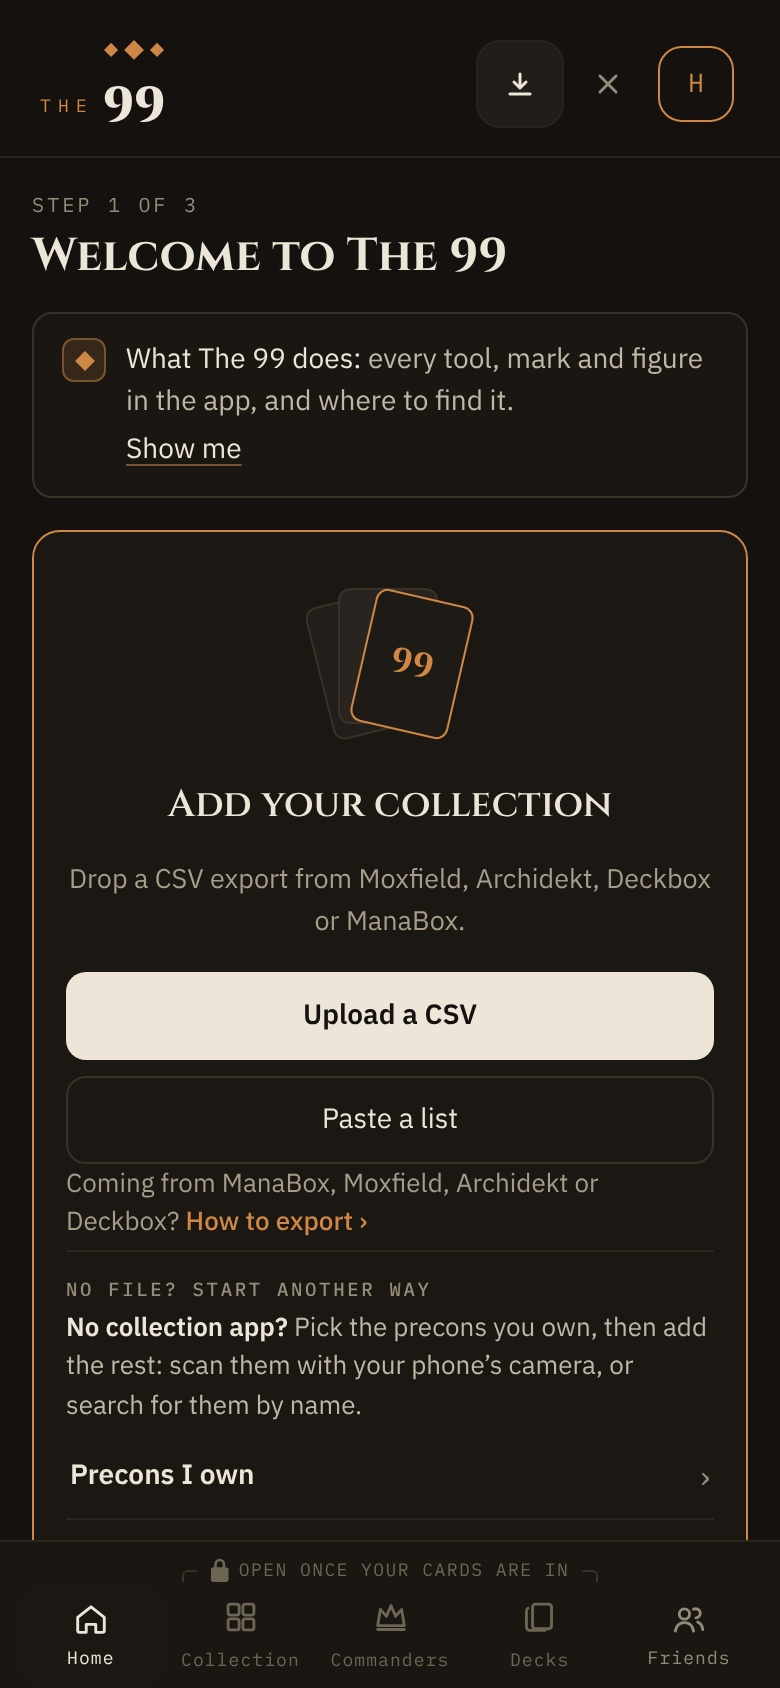 THE 99
H
STEP 1 OF 3
Welcome to The 99
What The 99 does: every tool, mark and figure
in the app, and where to find it.
Show me
99
Add your collection
Drop a CSV export from Moxfield, Archidekt, Deckbox
or ManaBox.
Upload a CSV
Paste a list
Coming from ManaBox, Moxfield, Archidekt or
Deckbox? How to export ›
NO FILE? START ANOTHER WAY
No collection app? Pick the precons you own, then add
the rest: scan them with your phone’s camera, or
search for them by name.
Precons I own ›
OPEN ONCE YOUR CARDS ARE IN
Home Collection Commanders Decks Friends